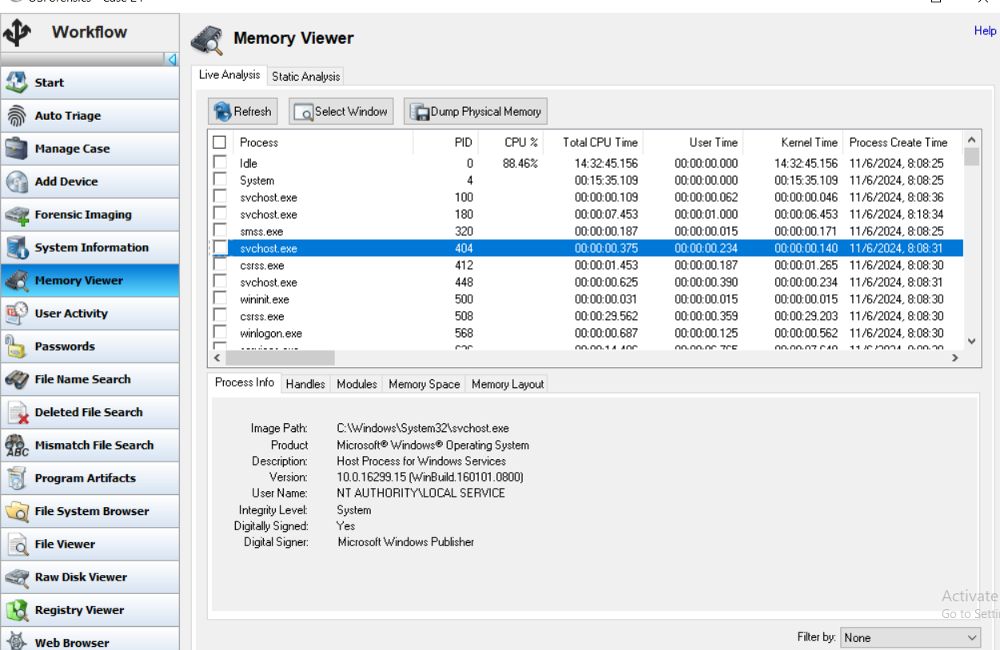 Workflow
Start
Auto Triage
Manage Case
Add Device
Forensic Imaging
System Information
Memory Viewer
User Activity
Passwords
File Name Search
Deleted File Search
Mismatch File Search
Program Artifacts
File System Browser
File Viewer
Raw Disk Viewer
Registry Viewer
Web Browser
Memory Viewer
Help
Live Analysis Static Analysis
Refresh Select Window Dump Physical Memory
Process PID CPU % Total CPU Time User Time Kernel Time Process Create Time
Idle 0 88.46% 14:32:45.156 00:00:00.000 14:32:45.156 11/6/2024, 8:08:25
System 4 00:15:35.109 00:00:00.000 00:15:35.109 11/6/2024, 8:08:25
svchost.exe 100 00:00:00.109 00:00:00.062 00:00:00.046 11/6/2024, 8:08:36
svchost.exe 180 00:00:07.453 00:00:01.000 00:00:06.453 11/6/2024, 8:18:34
smss.exe 320 00:00:00.187 00:00:00.015 00:00:00.171 11/6/2024, 8:08:25
svchost.exe 404 00:00:00.375 00:00:00.234 00:00:00.140 11/6/2024, 8:08:31
csrss.exe 412 00:00:01.453 00:00:00.187 00:00:01.265 11/6/2024, 8:08:30
svchost.exe 448 00:00:00.625 00:00:00.390 00:00:00.234 11/6/2024, 8:08:31
wininit.exe 500 00:00:00.031 00:00:00.015 00:00:00.015 11/6/2024, 8:08:30
csrss.exe 508 00:00:29.562 00:00:00.359 00:00:29.203 11/6/2024, 8:08:30
winlogon.exe 568 00:00:00.687 00:00:00.125 00:00:00.562 11/6/2024, 8:08:30
Process Info Handles Modules Memory Space Memory Layout
Image Path: C:\Windows\System32\svchost.exe
Product Microsoft® Windows® Operating System
Description: Host Process for Windows Services
Version: 10.0.16299.15 (WinBuild.160101.0800)
User Name: NT AUTHORITY\LOCAL SERVICE
Integrity Level: System
Digitally Signed: Yes
Digital Signer: Microsoft Windows Publisher
Activate
Go to Setti
Filter by: None